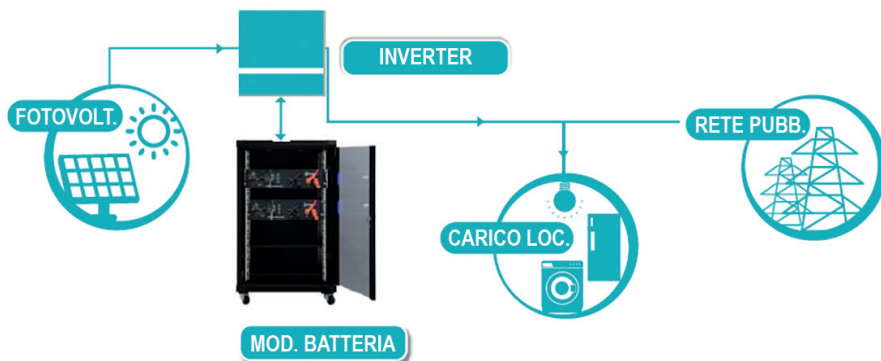 INVERTER
FOTOVOLT.
RETE PUBB.
CARICO LOC.
MOD. BATTERIA